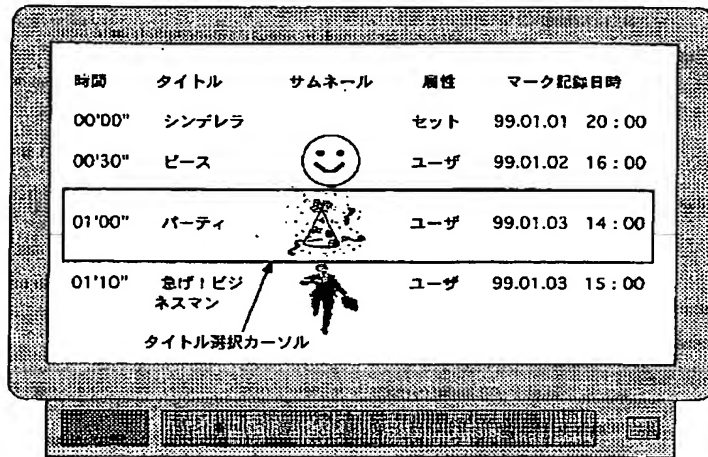 時間 タイトル サムネール 属性 マーク記録日時
00'00" シンデレラ セット 99.01.01 20：00
00'30" ピース ユーザ 99.01.02 16：00
01'00" パーティ ユーザ 99.01.03 14：00
01'10" 急げ！ビジ ユーザ 99.01.03 15：00
ネスマン
タイトル選択カーソル